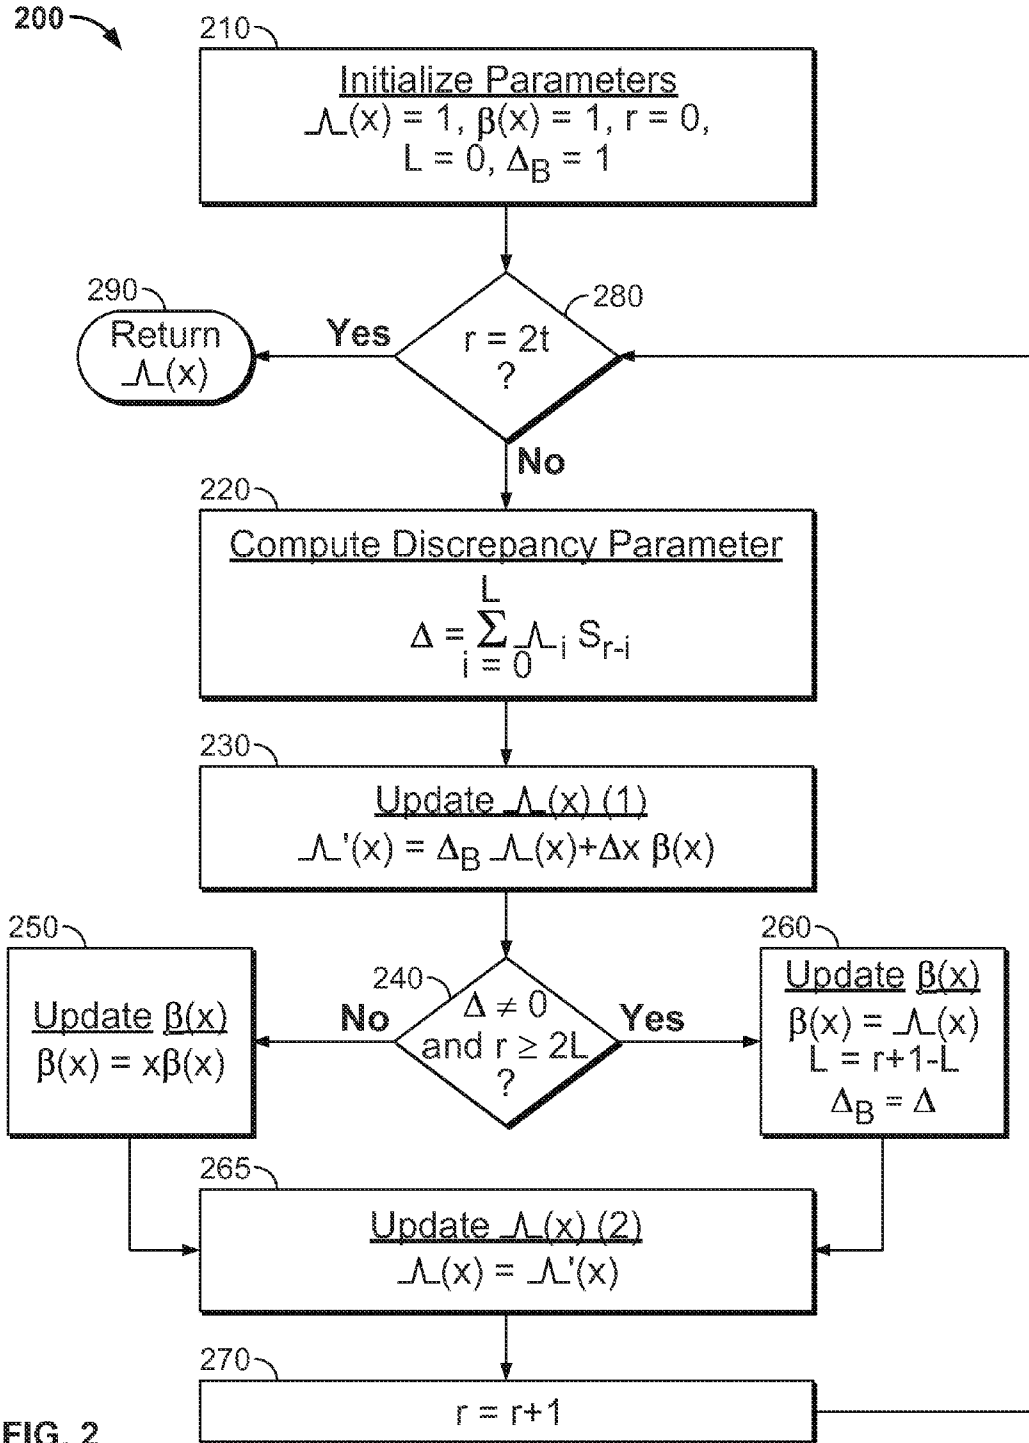 200
210
Initialize Parameters
Λ(x) = 1, β(x) = 1, r = 0,
L = 0, Δ_B = 1
290
Return
Λ(x)
Yes
280
r = 2t
?
No
220
Compute Discrepancy Parameter
L
Δ = Σ Λ_i S_{r-i}
i = 0
230
Update Λ(x) (1)
Λ'(x) = Δ_B Λ(x)+Δx β(x)
250
Update β(x)
β(x) = xβ(x)
No
240
Δ ≠ 0
and r ≥ 2L
?
Yes
260
Update β(x)
β(x) = Λ(x)
L = r+1-L
Δ_B = Δ
265
Update Λ(x) (2)
Λ(x) = Λ'(x)
270
r = r+1
FIG. 2